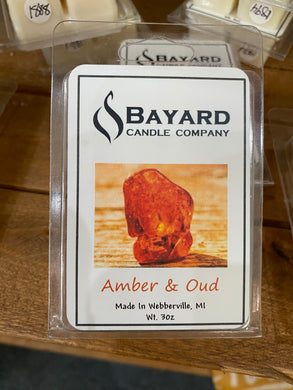 BAYARD
CANDLE COMPANY
Amber & Oud
Made In Webberville, MI
Wt. 3oz